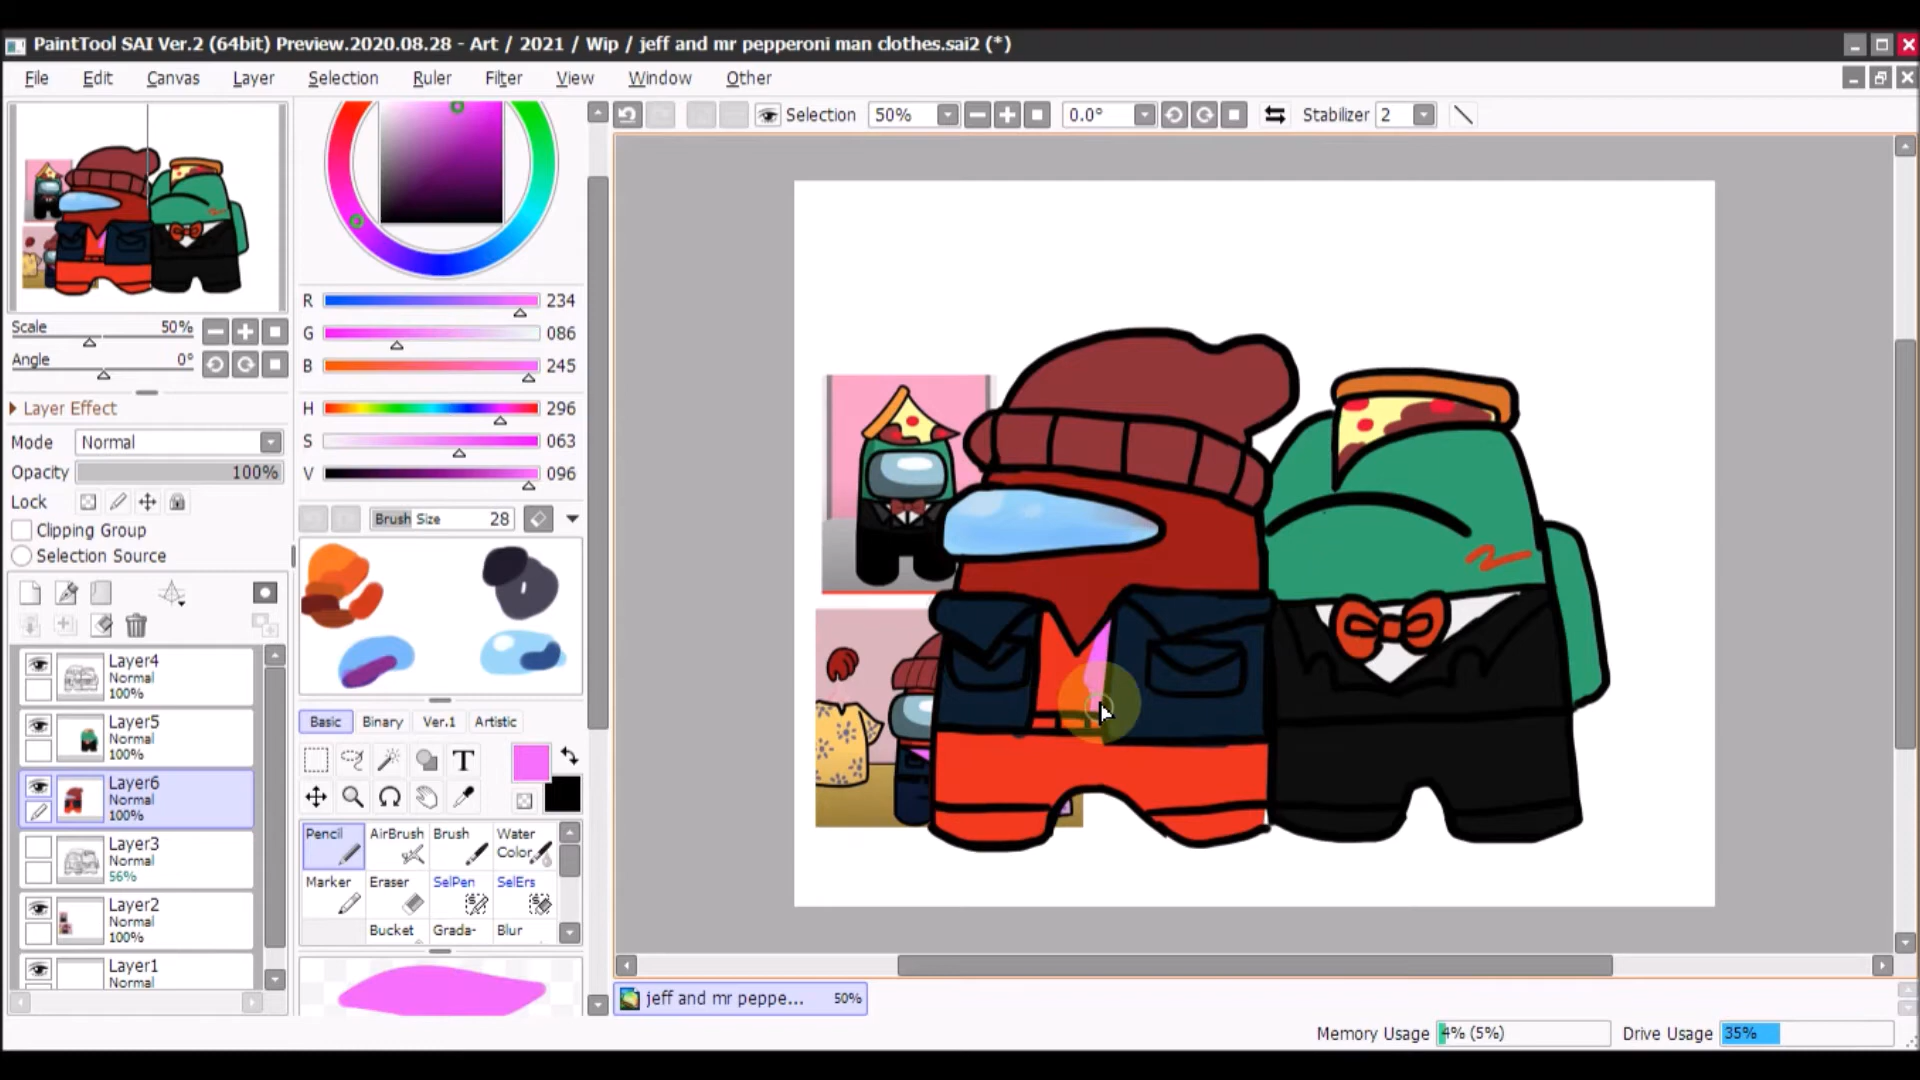 PaintTool SAI Ver.2 (64bit) Preview.2020.08.28 - Art / 2021 / Wip / jeff and mr pepperoni man clothes.sai2 (*)
File Edit Canvas Layer Selection Ruler Filter View Window Other
Selection 50% 0.0° Stabilizer 2
Scale 50%
Angle 0°
Layer Effect
Mode Normal
Opacity 100%
Lock
Clipping Group
Selection Source
Layer4
Normal
100%
Layer5
Normal
100%
Layer6
Normal
100%
Layer3
Normal
56%
Layer2
Normal
100%
Layer1
Normal
R 234
G 086
B 245
H 296
S 063
V 096
Brush Size 28
Basic Binary Ver.1 Artistic
T
Pencil AirBrush Brush Water Color
Marker Eraser SelPen SelErs
Bucket Grada- Blur
jeff and mr peppe... 50%
Memory Usage 4% (5%) Drive Usage 35%